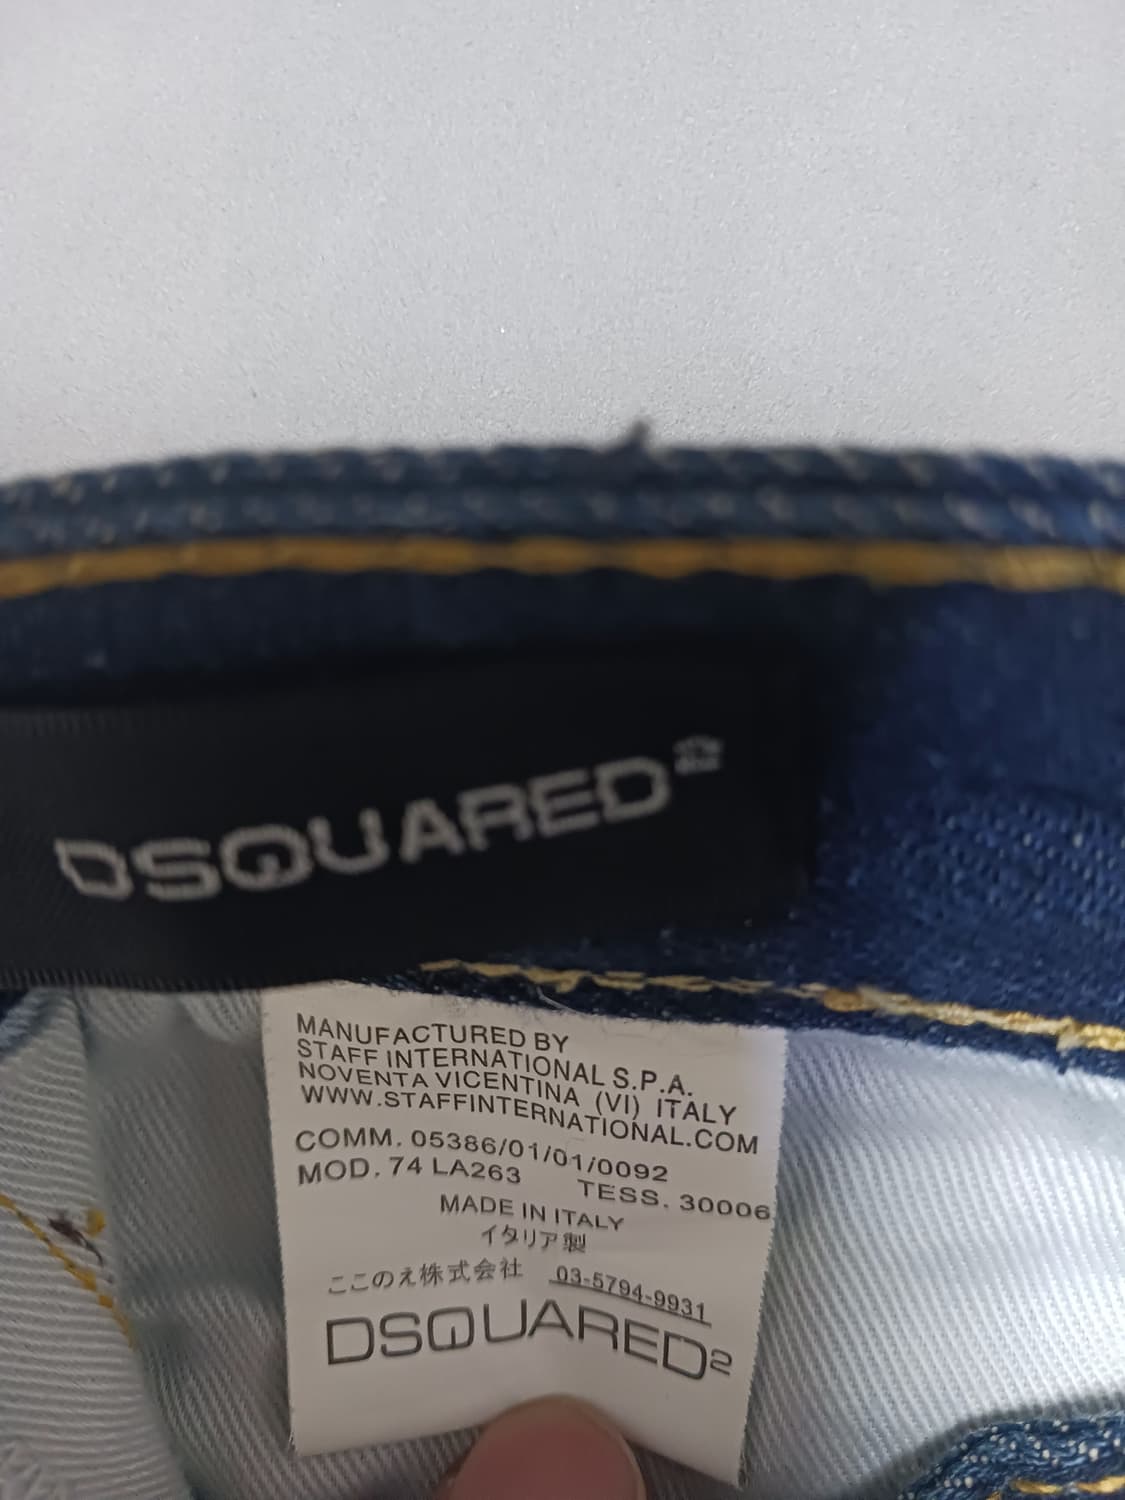 DSQUARED2
MANUFACTURED BY
STAFF INTERNATIONAL S.P.A.
NOVENTA VICENTINA (VI) ITALY
WWW.STAFFINTERNATIONAL.COM
COMM. 05386/01/01/0092
MOD. 74 LA263 TESS. 30006
MADE IN ITALY
イタリア製
ここのえ株式会社 03-5794-9931
DSQUARED2